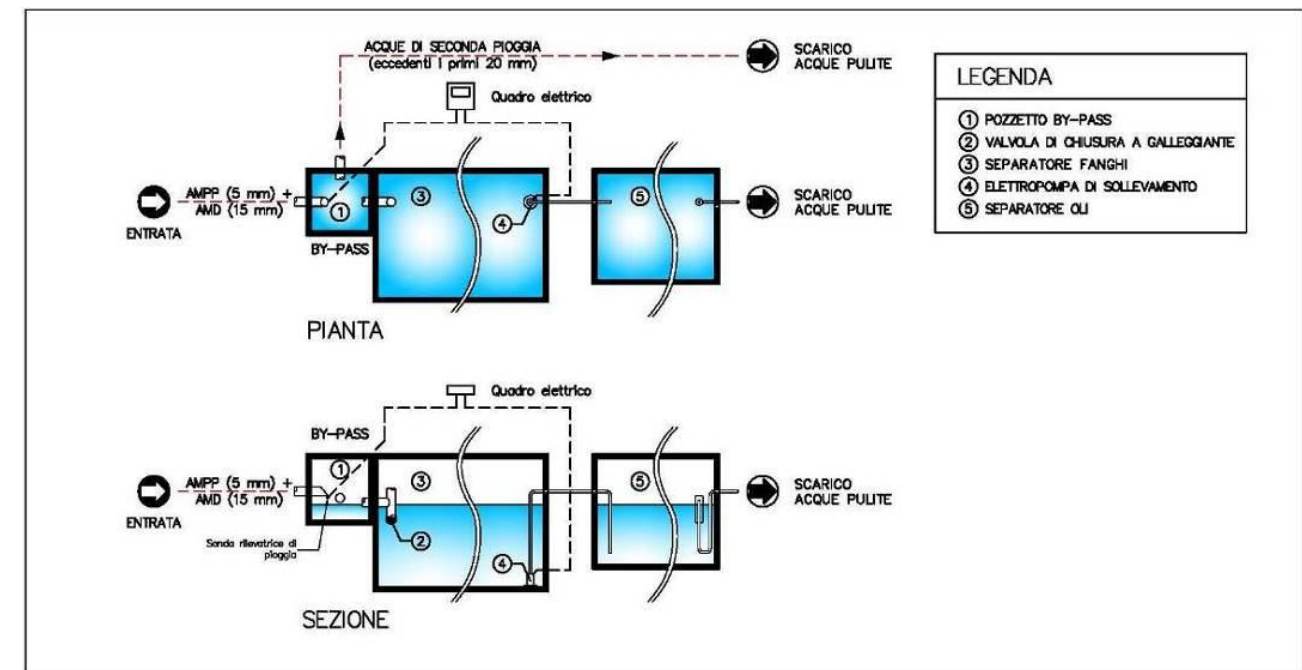 ACQUE DI SECONDA PIOGGIA
(eccedenti i primi 20 mm)
SCARICO
ACQUE PULITE
Quadro elettrico
AMPP (5 mm) +
AMD (15 mm)
ENTRATA
1
BY-PASS
3
4
5
SCARICO
ACQUE PULITE
PIANTA
LEGENDA
1 POZZETTO BY-PASS
2 VALVOLA DI CHIUSURA A GALLEGGIANTE
3 SEPARATORE FANGHI
4 ELETTROPOMPA DI SOLLEVAMENTO
5 SEPARATORE OLI
Quadro elettrico
BY-PASS
AMPP (5 mm) +
AMD (15 mm)
ENTRATA
Sonda rilevatrice di
pioggia
1
3
2
4
5
SCARICO
ACQUE PULITE
SEZIONE